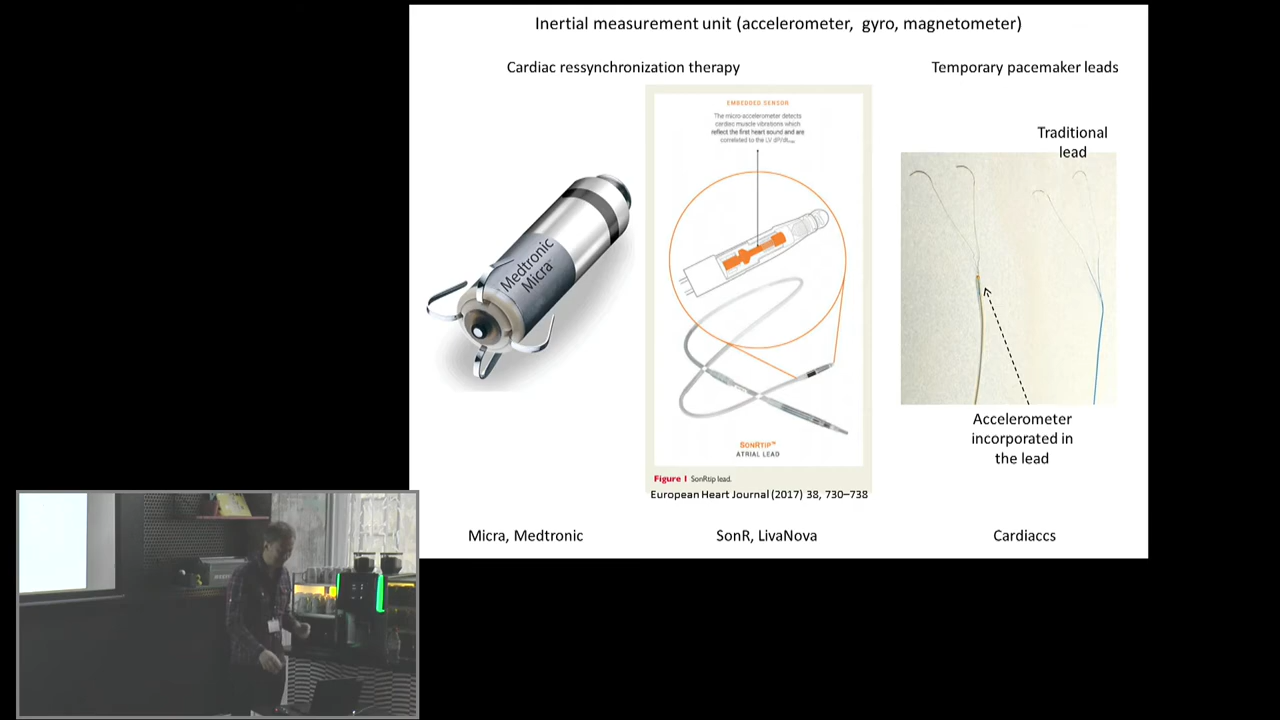 Inertial measurement unit (accelerometer, gyro, magnetometer)
Cardiac ressynchronization therapy
Temporary pacemaker leads
EMBEDDED SENSOR
The micro-accelerometer detects
cardiac muscle vibrations which
reflect the first heart sound and are
correlated to the LV dP/dtmax
Traditional
lead
Medtronic
Micra
Accelerometer
incorporated in
the lead
SONRTIP™
ATRIAL LEAD
Figure 1 SonRtip lead.
European Heart Journal (2017) 38, 730–738
Micra, Medtronic
SonR, LivaNova
Cardiaccs